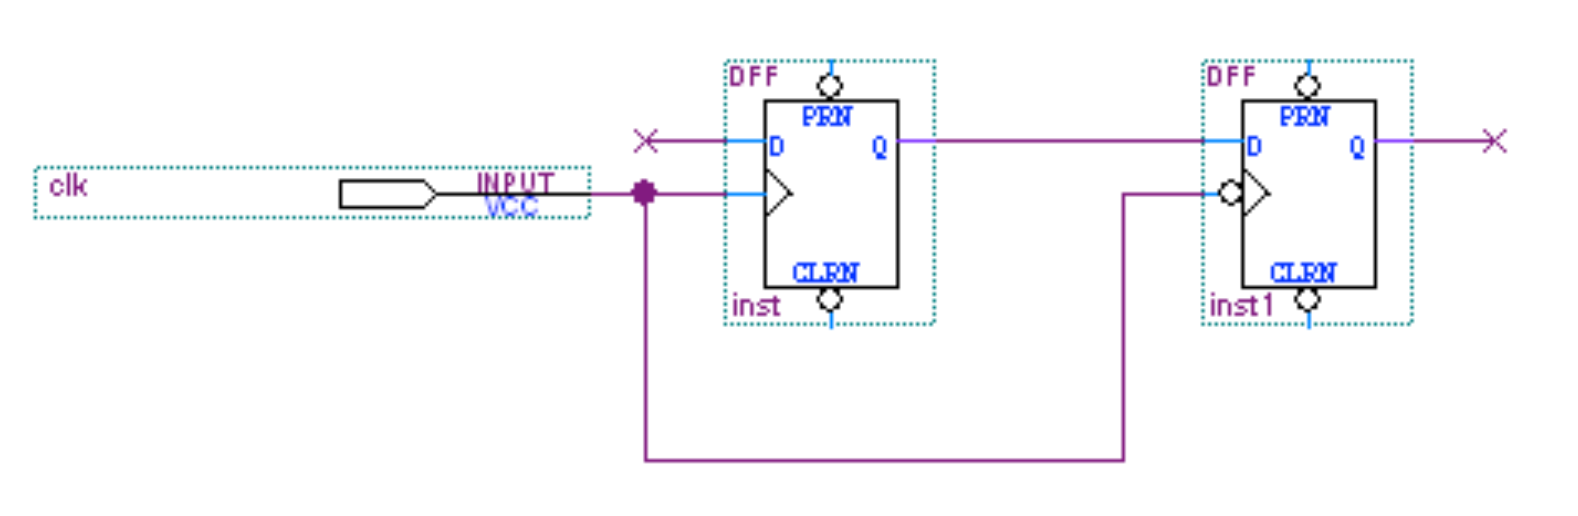 clk
INPUT
VCC
DFF
PRN
D
Q
CLRN
inst
DFF
PRN
D
Q
CLRN
inst1